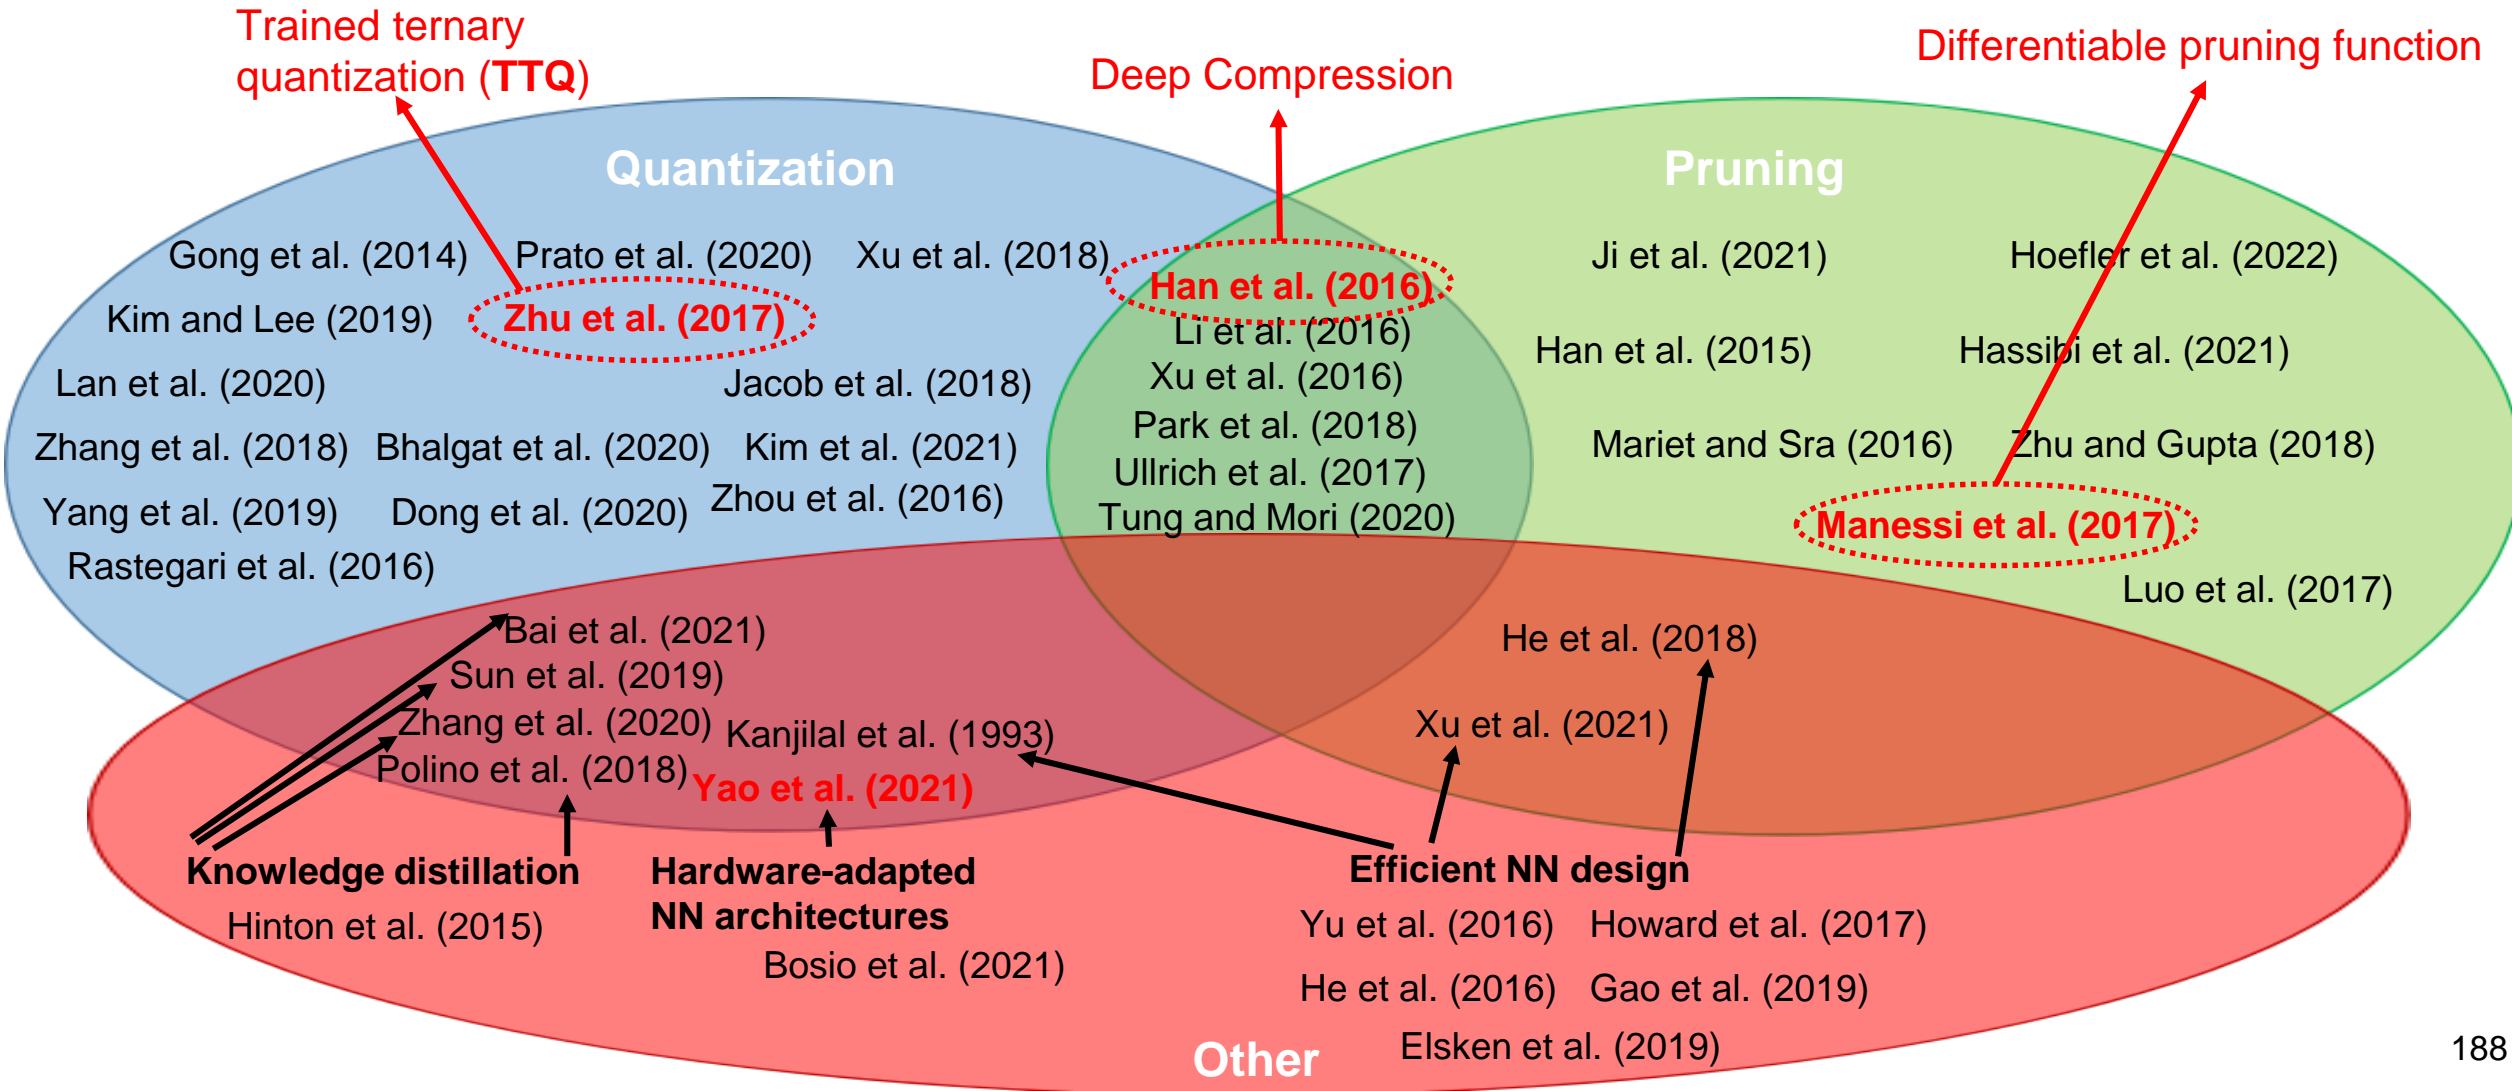 Trained ternary
quantization (TTQ)
Deep Compression
Differentiable pruning function
Quantization
Pruning
Gong et al. (2014)
Prato et al. (2020)
Xu et al. (2018)
Kim and Lee (2019)
Zhu et al. (2017)
Lan et al. (2020)
Jacob et al. (2018)
Zhang et al. (2018)
Bhalgat et al. (2020)
Kim et al. (2021)
Yang et al. (2019)
Dong et al. (2020)
Zhou et al. (2016)
Rastegari et al. (2016)
Han et al. (2016)
Li et al. (2016)
Xu et al. (2016)
Park et al. (2018)
Ullrich et al. (2017)
Tung and Mori (2020)
Ji et al. (2021)
Hoefler et al. (2022)
Han et al. (2015)
Hassibi et al. (2021)
Mariet and Sra (2016)
Zhu and Gupta (2018)
Manessi et al. (2017)
Luo et al. (2017)
Bai et al. (2021)
Sun et al. (2019)
Zhang et al. (2020)
Kanjilal et al. (1993)
Polino et al. (2018)
Yao et al. (2021)
He et al. (2018)
Xu et al. (2021)
Knowledge distillation
Hinton et al. (2015)
Hardware-adapted
NN architectures
Bosio et al. (2021)
Efficient NN design
Yu et al. (2016)
Howard et al. (2017)
He et al. (2016)
Gao et al. (2019)
Elsken et al. (2019)
Other
188